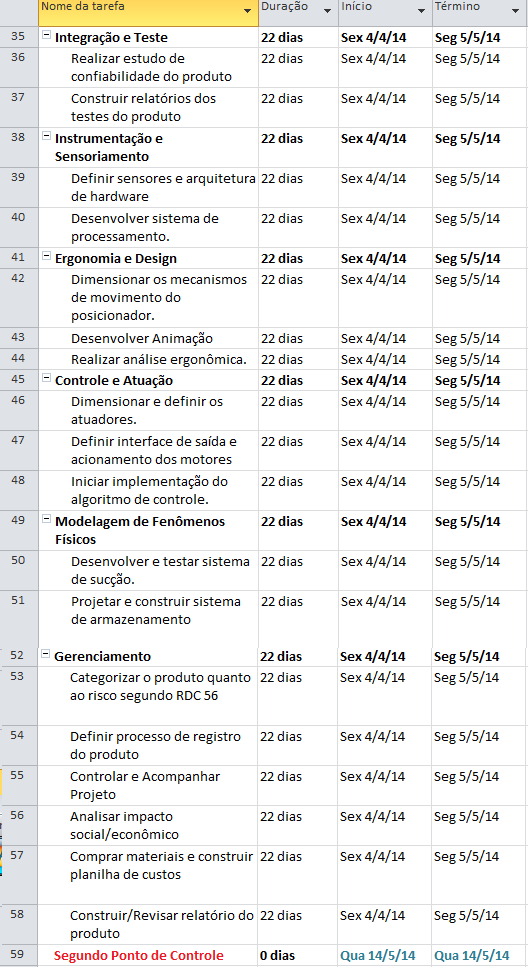 Nome da tarefa Duração Início Término
35 Integração e Teste 22 dias Sex 4/4/14 Seg 5/5/14
36 Realizar estudo de 22 dias Sex 4/4/14 Seg 5/5/14
confiabilidade do produto
37 Construir relatórios dos 22 dias Sex 4/4/14 Seg 5/5/14
testes do produto
38 Instrumentação e 22 dias Sex 4/4/14 Seg 5/5/14
Sensoriamento
39 Definir sensores e arquitetura 22 dias Sex 4/4/14 Seg 5/5/14
de hardware
40 Desenvolver sistema de 22 dias Sex 4/4/14 Seg 5/5/14
processamento.
41 Ergonomia e Design 22 dias Sex 4/4/14 Seg 5/5/14
42 Dimensionar os mecanismos 22 dias Sex 4/4/14 Seg 5/5/14
de movimento do
posicionador.
43 Desenvolver Animação 22 dias Sex 4/4/14 Seg 5/5/14
44 Realizar análise ergonômica. 22 dias Sex 4/4/14 Seg 5/5/14
45 Controle e Atuação 22 dias Sex 4/4/14 Seg 5/5/14
46 Dimensionar e definir os 22 dias Sex 4/4/14 Seg 5/5/14
atuadores.
47 Definir interface de saída e 22 dias Sex 4/4/14 Seg 5/5/14
acionamento dos motores
48 Iniciar implementação do 22 dias Sex 4/4/14 Seg 5/5/14
algoritmo de controle.
49 Modelagem de Fenômenos 22 dias Sex 4/4/14 Seg 5/5/14
Físicos
50 Desenvolver e testar sistema 22 dias Sex 4/4/14 Seg 5/5/14
de sucção.
51 Projetar e construir sistema 22 dias Sex 4/4/14 Seg 5/5/14
de armazenamento
52 Gerenciamento 22 dias Sex 4/4/14 Seg 5/5/14
53 Categorizar o produto quanto 22 dias Sex 4/4/14 Seg 5/5/14
ao risco segundo RDC 56
54 Definir processo de registro 22 dias Sex 4/4/14 Seg 5/5/14
do produto
55 Controlar e Acompanhar 22 dias Sex 4/4/14 Seg 5/5/14
Projeto
56 Analisar impacto 22 dias Sex 4/4/14 Seg 5/5/14
social/econômico
57 Comprar materiais e construir 22 dias Sex 4/4/14 Seg 5/5/14
planilha de custos
58 Construir/Revisar relatório do 22 dias Sex 4/4/14 Seg 5/5/14
produto
59 Segundo Ponto de Controle 0 dias Qua 14/5/14 Qua 14/5/14